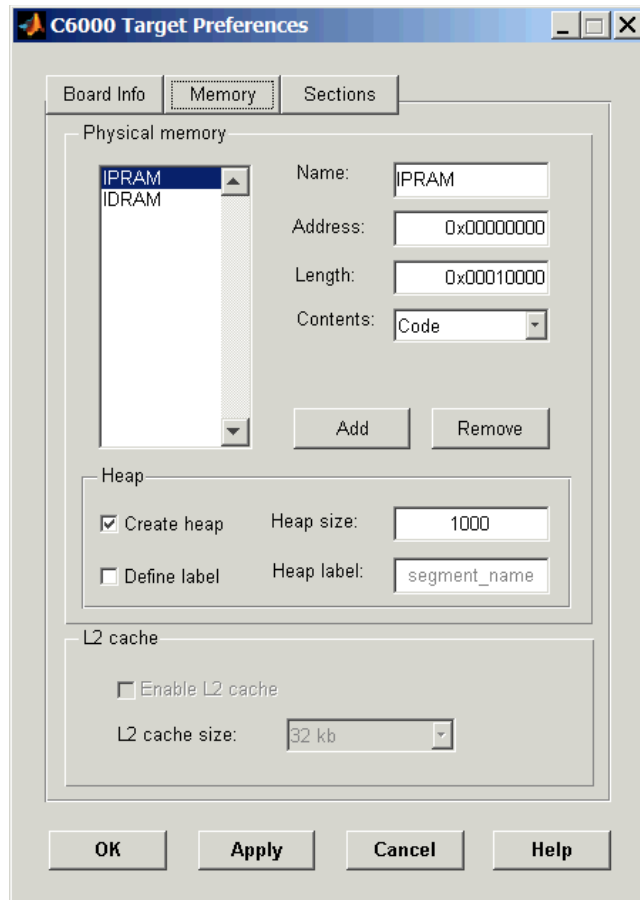 C6000 Target Preferences
Board Info Memory Sections
Physical memory
IPRAM
IDRAM
Name: IPRAM
Address: 0x00000000
Length: 0x00010000
Contents: Code
Add Remove
Heap
Create heap Heap size: 1000
Define label Heap label: segment_name
L2 cache
Enable L2 cache
L2 cache size: 32 kb
OK Apply Cancel Help